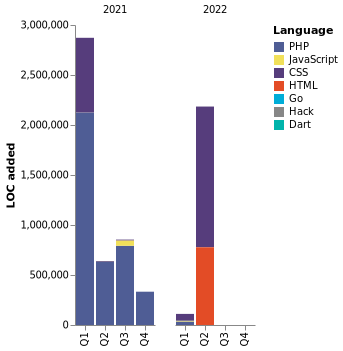 2021
2022
LOC added
3,000,000
2,500,000
2,000,000
1,500,000
1,000,000
500,000
0
Q1
Q2
Q3
Q4
Q1
Q2
Q3
Q4
Language
PHP
JavaScript
CSS
HTML
Go
Hack
Dart